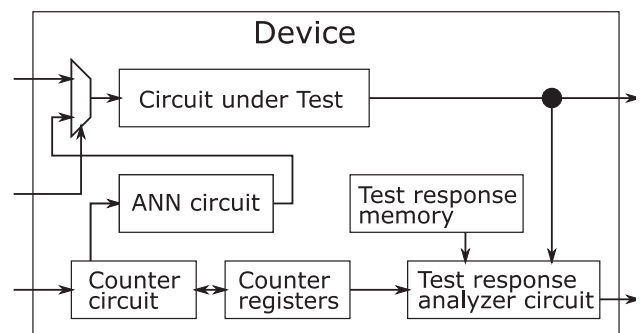 Device
Circuit under Test
ANN circuit
Test response
memory
Counter
circuit
Counter
registers
Test response
analyzer circuit